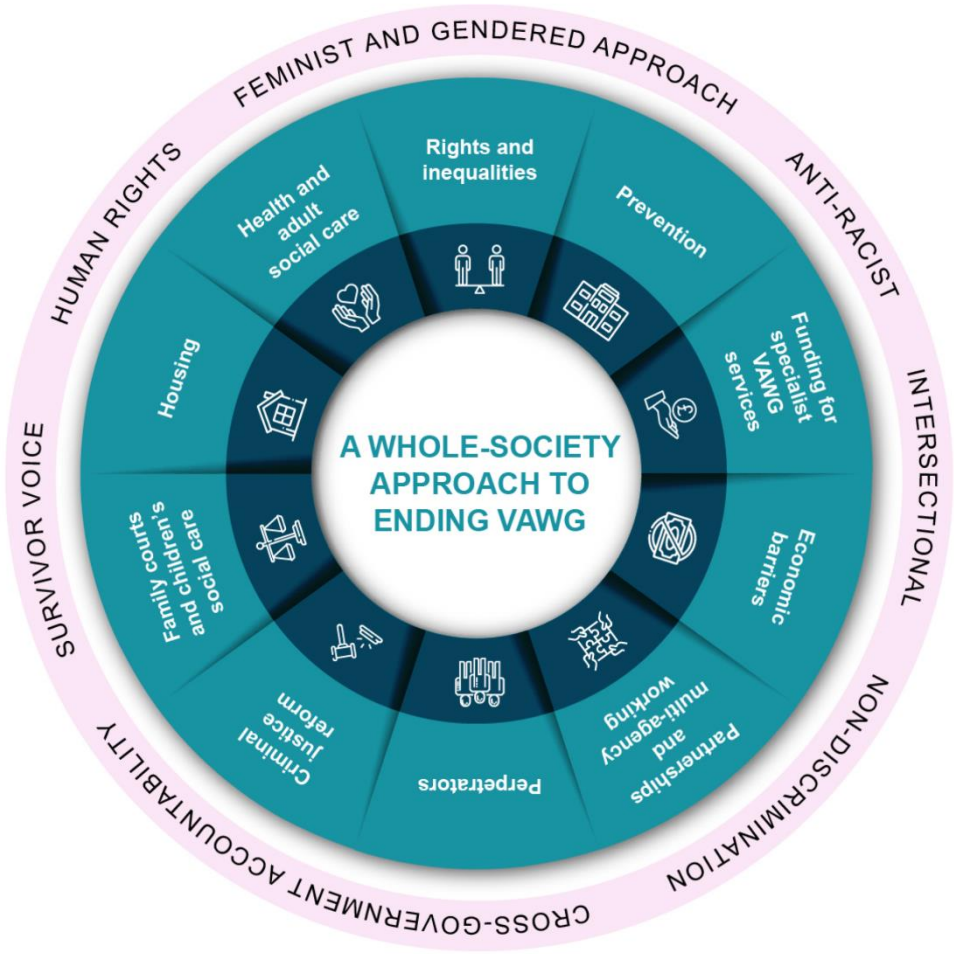 FEMINIST AND GENDERED APPROACH
ANTI-RACIST
INTERSECTIONAL
NON-DISCRIMINATION
CROSS-GOVERNMENT ACCOUNTABILITY
SURVIVOR VOICE
HUMAN RIGHTS
Rights and
inequalities
Prevention
Funding for
specialist
VAWG
services
Economic
barriers
Partnerships
and
multi-agency
working
Perpetrators
Criminal
justice
reform
Family courts
and children's
social care
Housing
Health and
adult
social care
A WHOLE-SOCIETY
APPROACH TO
ENDING VAWG